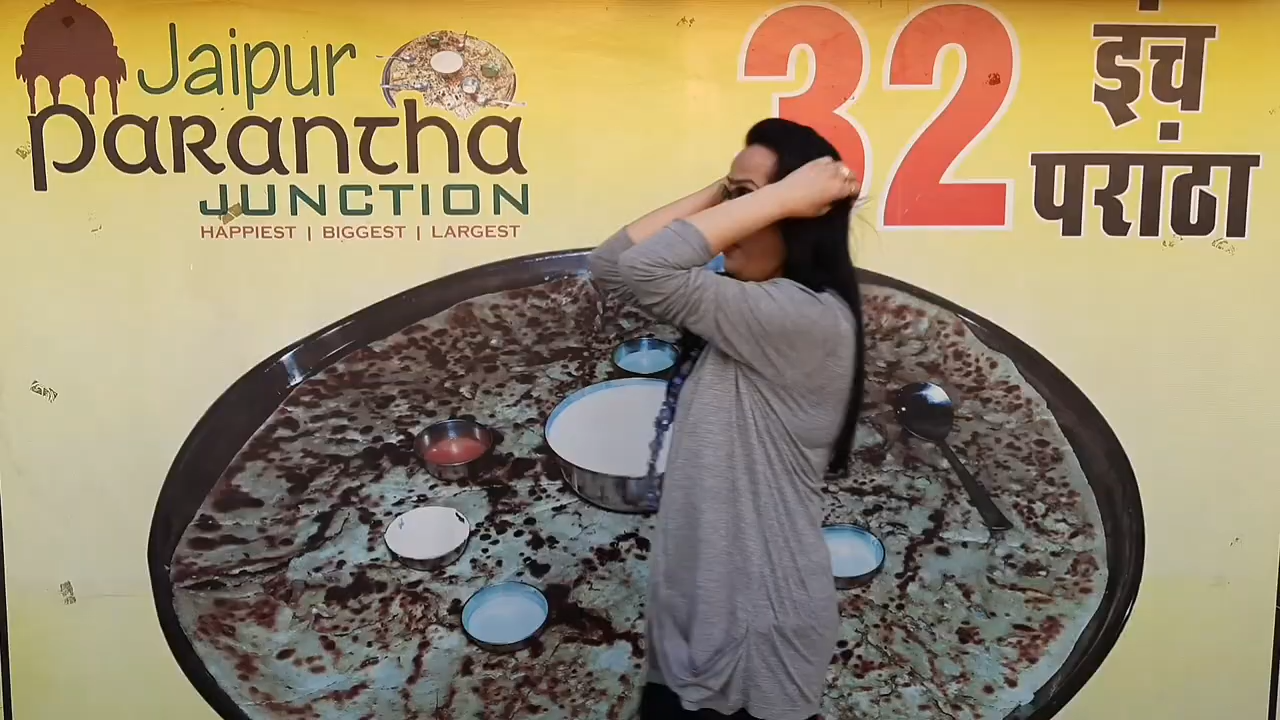 Jaipur
Parantha
JUNCTION
HAPPIEST | BIGGEST | LARGEST
32
इंच
परांठा